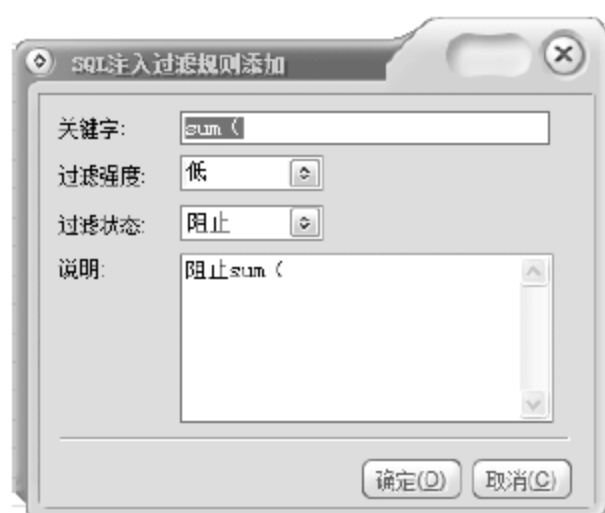 SQL注入过滤规则添加
关键字: sum（
过滤强度: 低
过滤状态: 阻止
说明: 阻止sum（
确定(O) 取消(C)